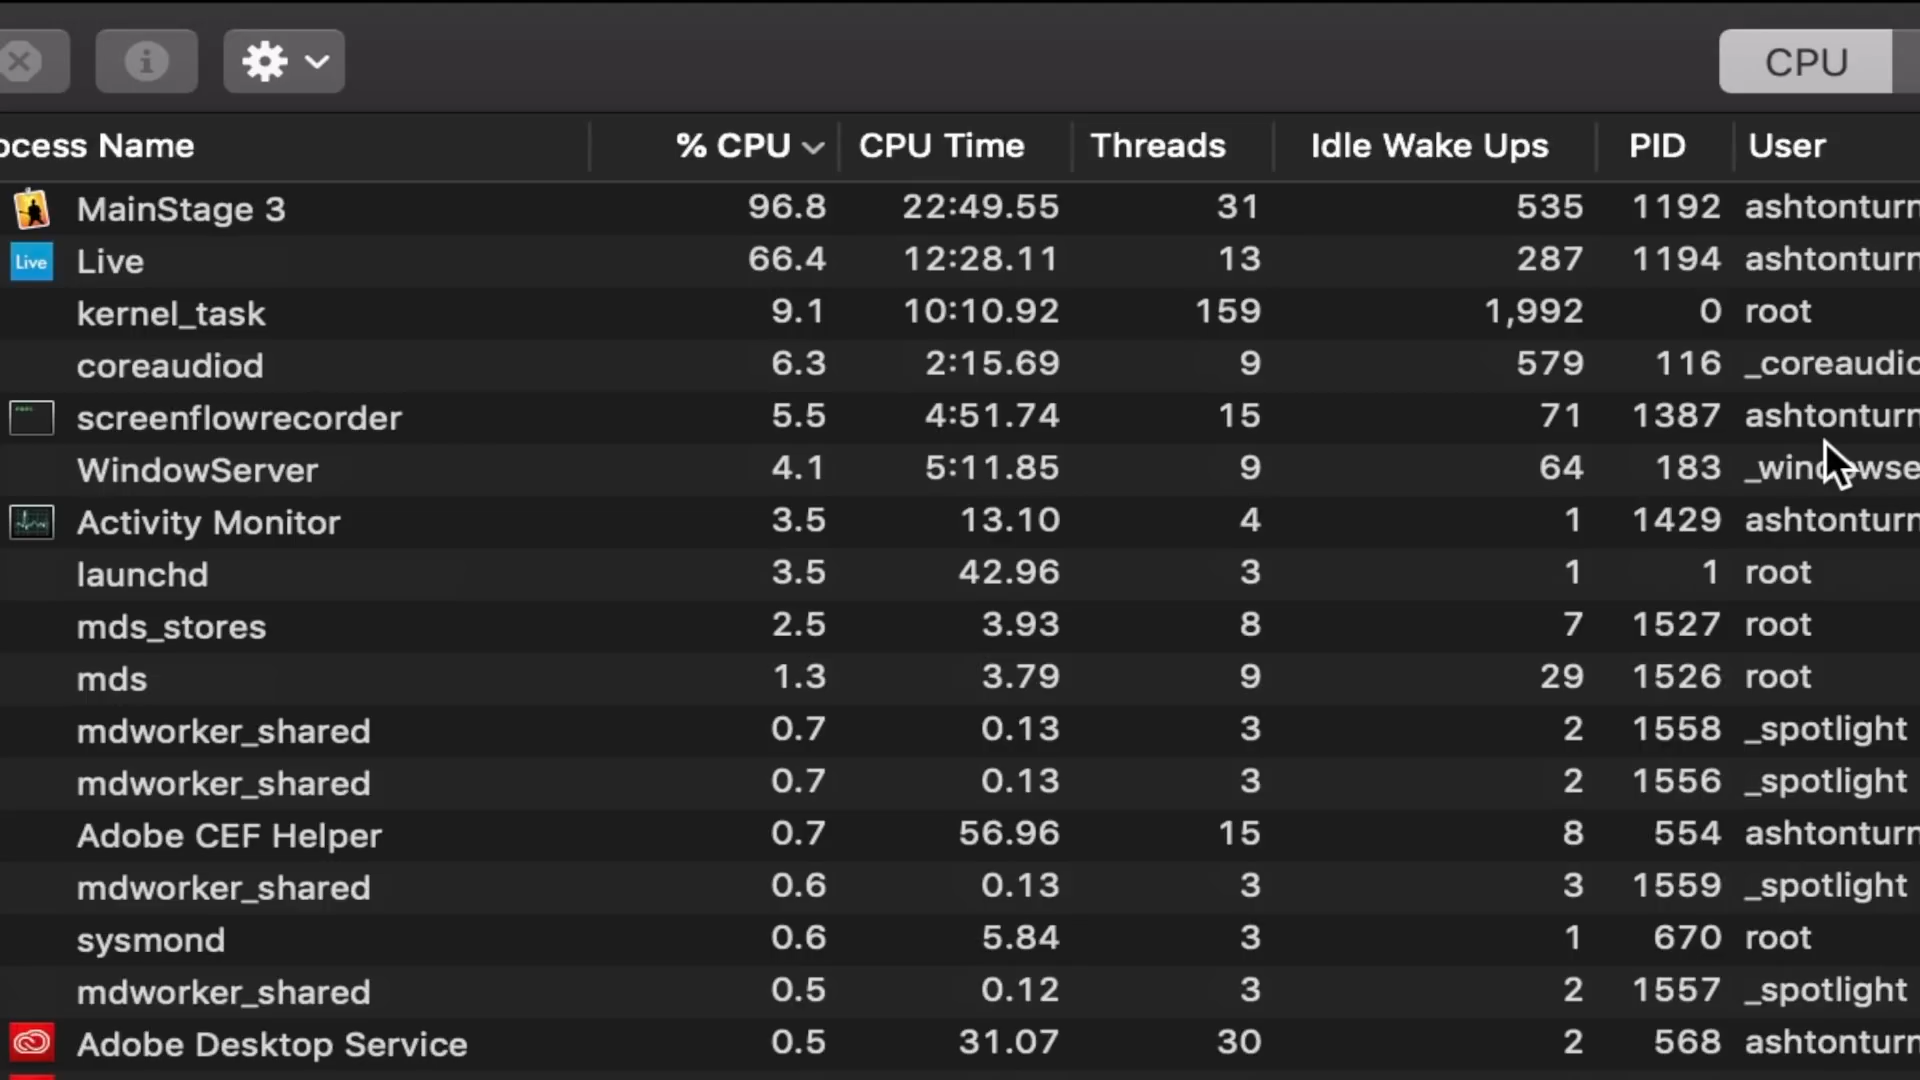 CPU
ocess Name % CPU CPU Time Threads Idle Wake Ups PID User
MainStage 3 96.8 22:49.55 31 535 1192 ashtonturn
Live Live 66.4 12:28.11 13 287 1194 ashtonturn
kernel_task 9.1 10:10.92 159 1,992 0 root
coreaudiod 6.3 2:15.69 9 579 116 _coreaudio
screenflowrecorder 5.5 4:51.74 15 71 1387 ashtonturn
WindowServer 4.1 5:11.85 9 64 183 _windowse
Activity Monitor 3.5 13.10 4 1 1429 ashtonturn
launchd 3.5 42.96 3 1 1 root
mds_stores 2.5 3.93 8 7 1527 root
mds 1.3 3.79 9 29 1526 root
mdworker_shared 0.7 0.13 3 2 1558 _spotlight
mdworker_shared 0.7 0.13 3 2 1556 _spotlight
Adobe CEF Helper 0.7 56.96 15 8 554 ashtonturn
mdworker_shared 0.6 0.13 3 3 1559 _spotlight
sysmond 0.6 5.84 3 1 670 root
mdworker_shared 0.5 0.12 3 2 1557 _spotlight
Adobe Desktop Service 0.5 31.07 30 2 568 ashtonturn